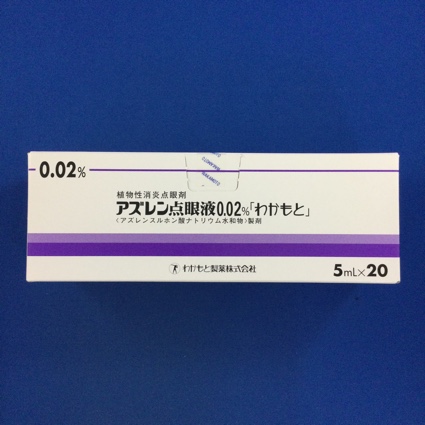 0.02%
植物性消炎点眼剤
アズレン点眼液0.02%「わかもと」
(アズレンスルホン酸ナトリウム水和物)製剤
わかもと製薬株式会社
5mL×20